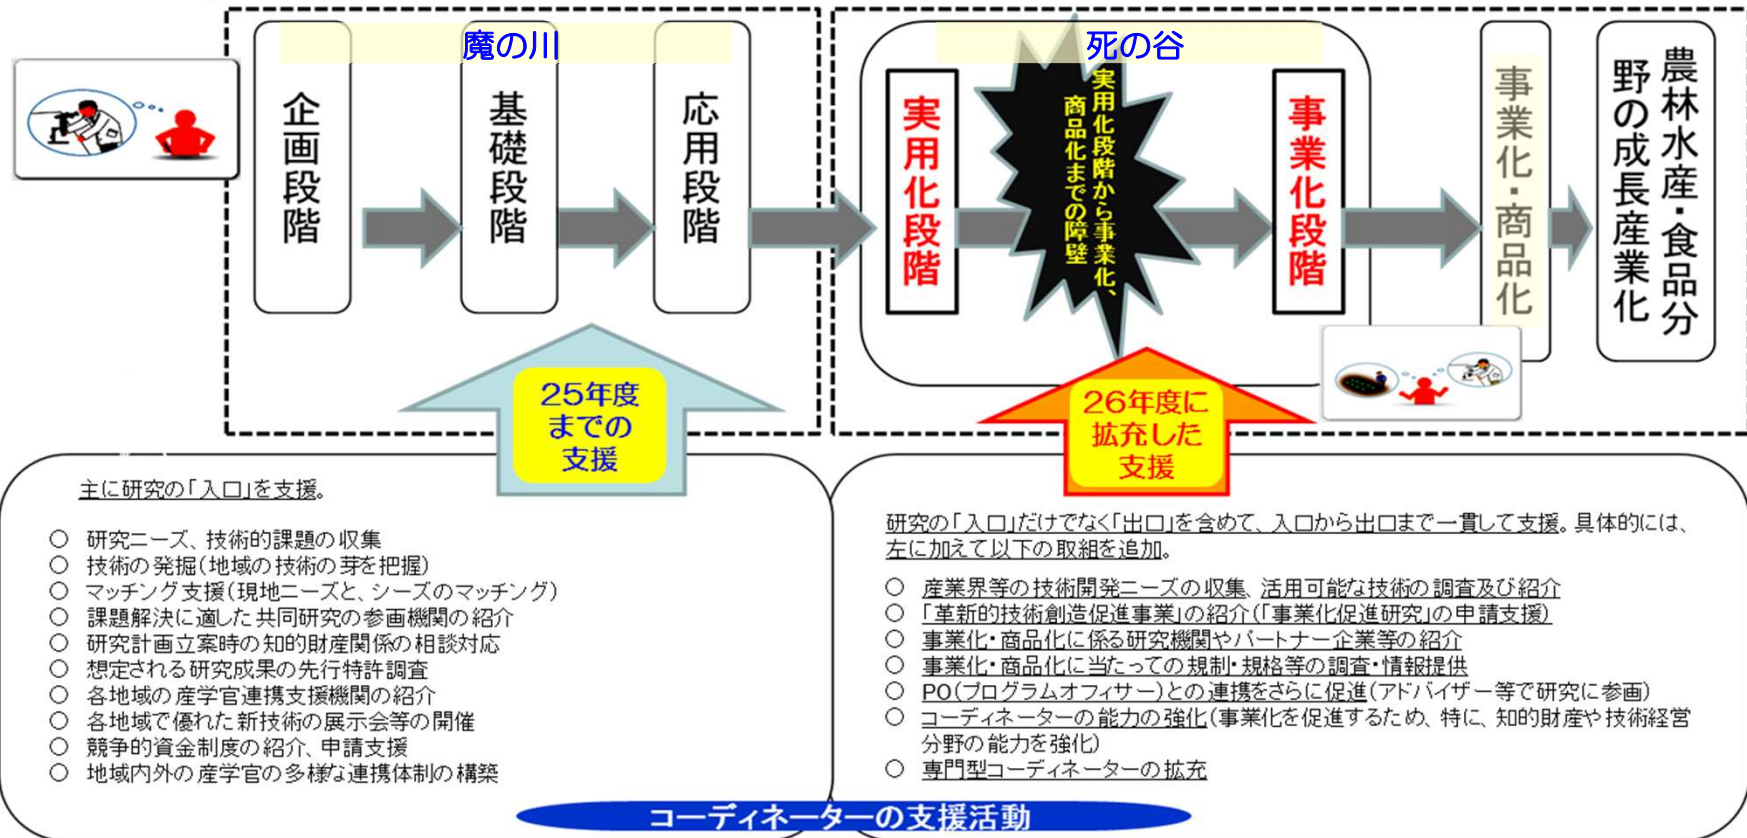 魔の川
死の谷
企画段階
基礎段階
応用段階
実用化段階
実用化段階から事業化、
商品化までの障壁
事業化段階
事業化・商品化
農林水産・食品分
野の成長産業化
25年度
までの
支援
26年度に
拡充した
支援
主に研究の「入口」を支援。
○ 研究ニーズ、技術的課題の収集
○ 技術の発掘(地域の技術の芽を把握)
○ マッチング支援(現地ニーズと、シーズのマッチング)
○ 課題解決に適した共同研究の参画機関の紹介
○ 研究計画立案時の知的財産関係の相談対応
○ 想定される研究成果の先行特許調査
○ 各地域の産学官連携支援機関の紹介
○ 各地域で優れた新技術の展示会等の開催
○ 競争的資金制度の紹介、申請支援
○ 地域内外の産学官の多様な連携体制の構築
研究の「入口」だけでなく「出口」を含めて、入口から出口まで一貫して支援。具体的には、
左に加えて以下の取組を追加。
○ 産業界等の技術開発ニーズの収集、活用可能な技術の調査及び紹介
○ 「革新的技術創造促進事業」の紹介(「事業化促進研究」の申請支援)
○ 事業化・商品化に係る研究機関やパートナー企業等の紹介
○ 事業化・商品化に当たっての規制・規格等の調査・情報提供
○ PO(プログラムオフィサー)との連携をさらに促進(アドバイザー等で研究に参画)
○ コーディネーターの能力の強化(事業化を促進するため、特に、知的財産や技術経営
分野の能力を強化)
○ 専門型コーディネーターの拡充
コーディネーターの支援活動